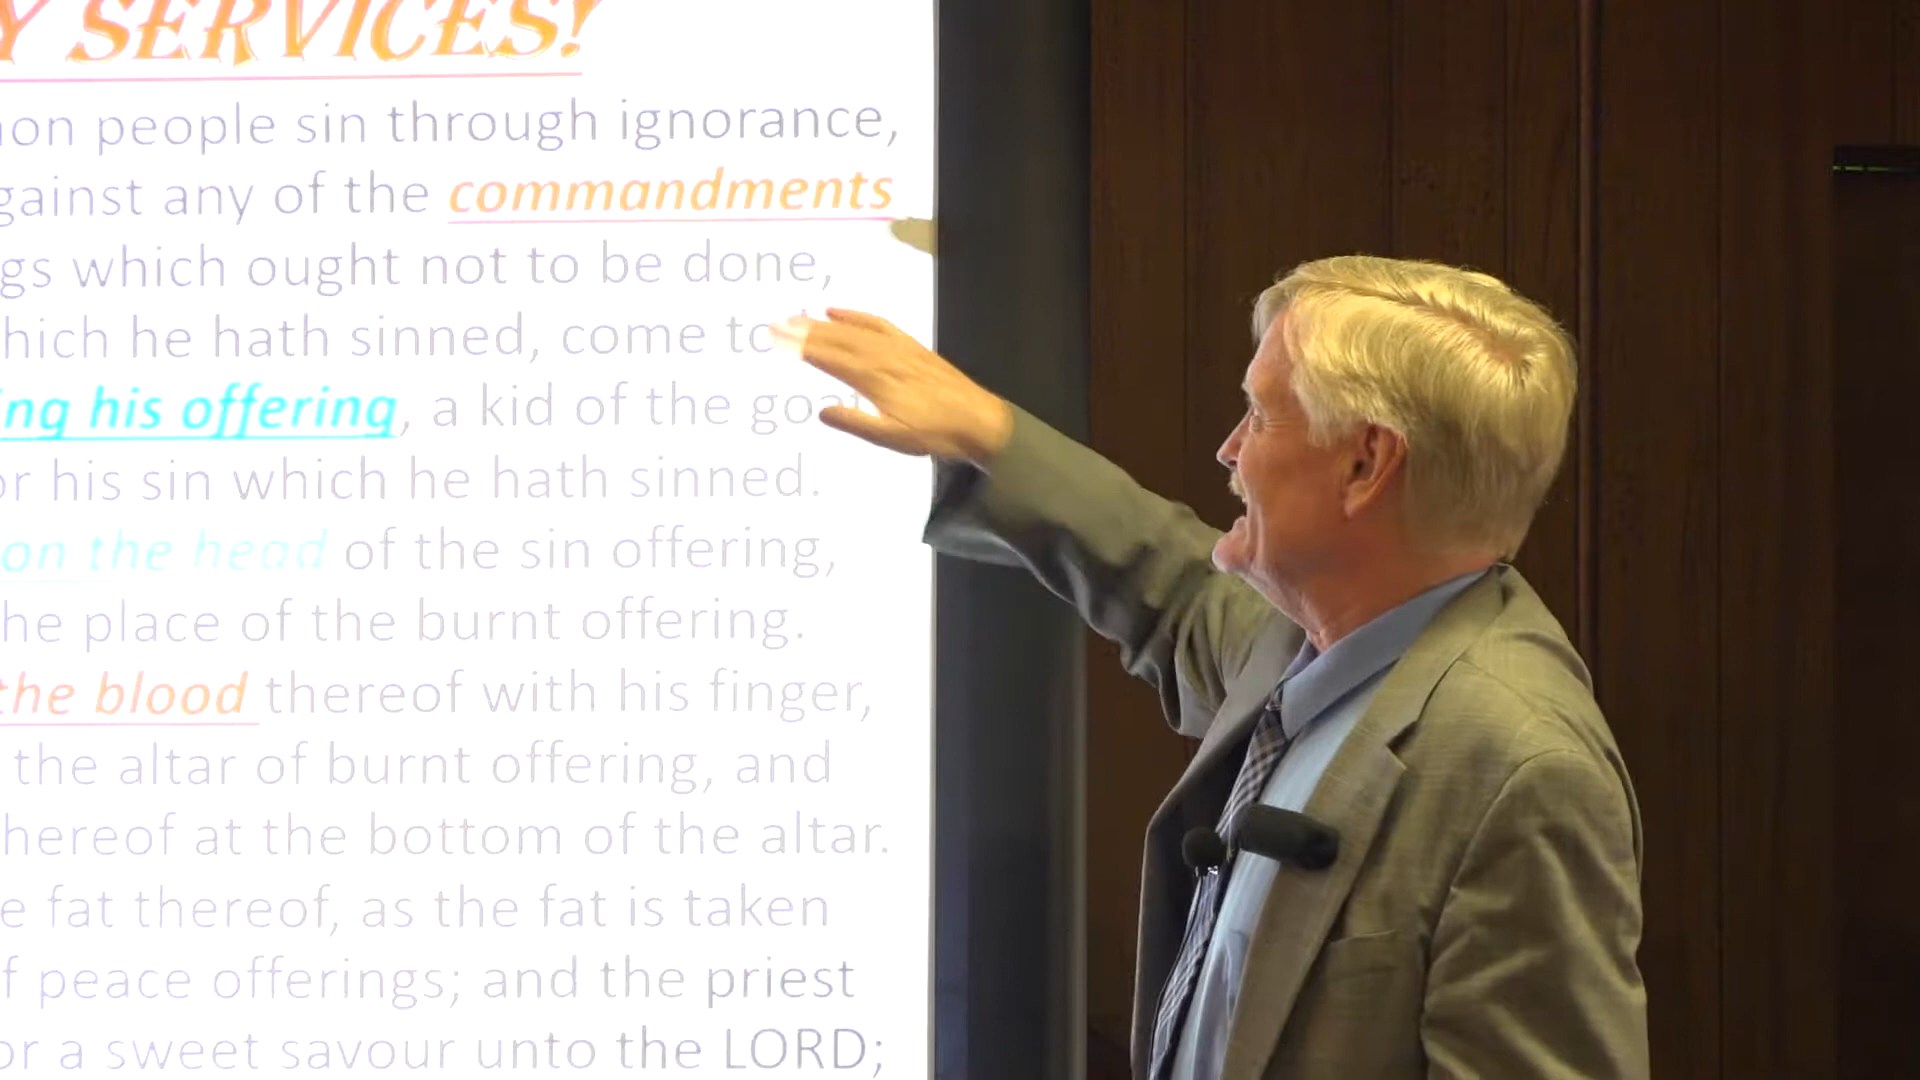 Y SERVICES!
mon people sin through ignorance,
gainst any of the commandments
gs which ought not to be done,
hich he hath sinned, come to
ing his offering, a kid of the goat
or his sin which he hath sinned.
on the head of the sin offering,
he place of the burnt offering.
the blood thereof with his finger,
the altar of burnt offering, and
hereof at the bottom of the altar.
e fat thereof, as the fat is taken
f peace offerings; and the priest
or a sweet savour unto the LORD;